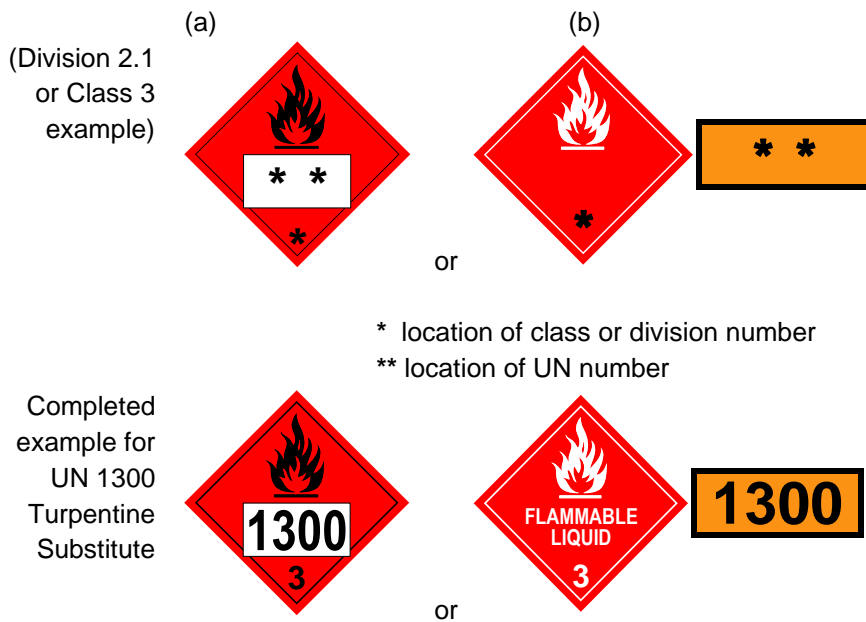 (a)
(b)
(Division 2.1
or Class 3
example)
* *
*
or
*
* *
* location of class or division number
** location of UN number
Completed
example for
UN 1300
Turpentine
Substitute
1300
3
or
FLAMMABLE
LIQUID
3
1300